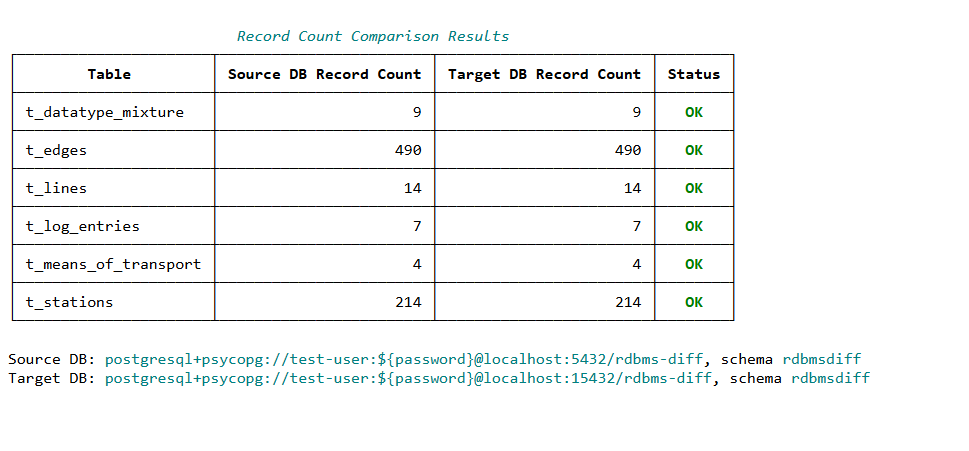 Record Count Comparison Results
Table Source DB Record Count Target DB Record Count Status
t_datatype_mixture 9 9 OK
t_edges 490 490 OK
t_lines 14 14 OK
t_log_entries 7 7 OK
t_means_of_transport 4 4 OK
t_stations 214 214 OK
Source DB: postgresql+psycopg://test-user:${password}@localhost:5432/rdbms-diff, schema rdbmsdiff
Target DB: postgresql+psycopg://test-user:${password}@localhost:15432/rdbms-diff, schema rdbmsdiff